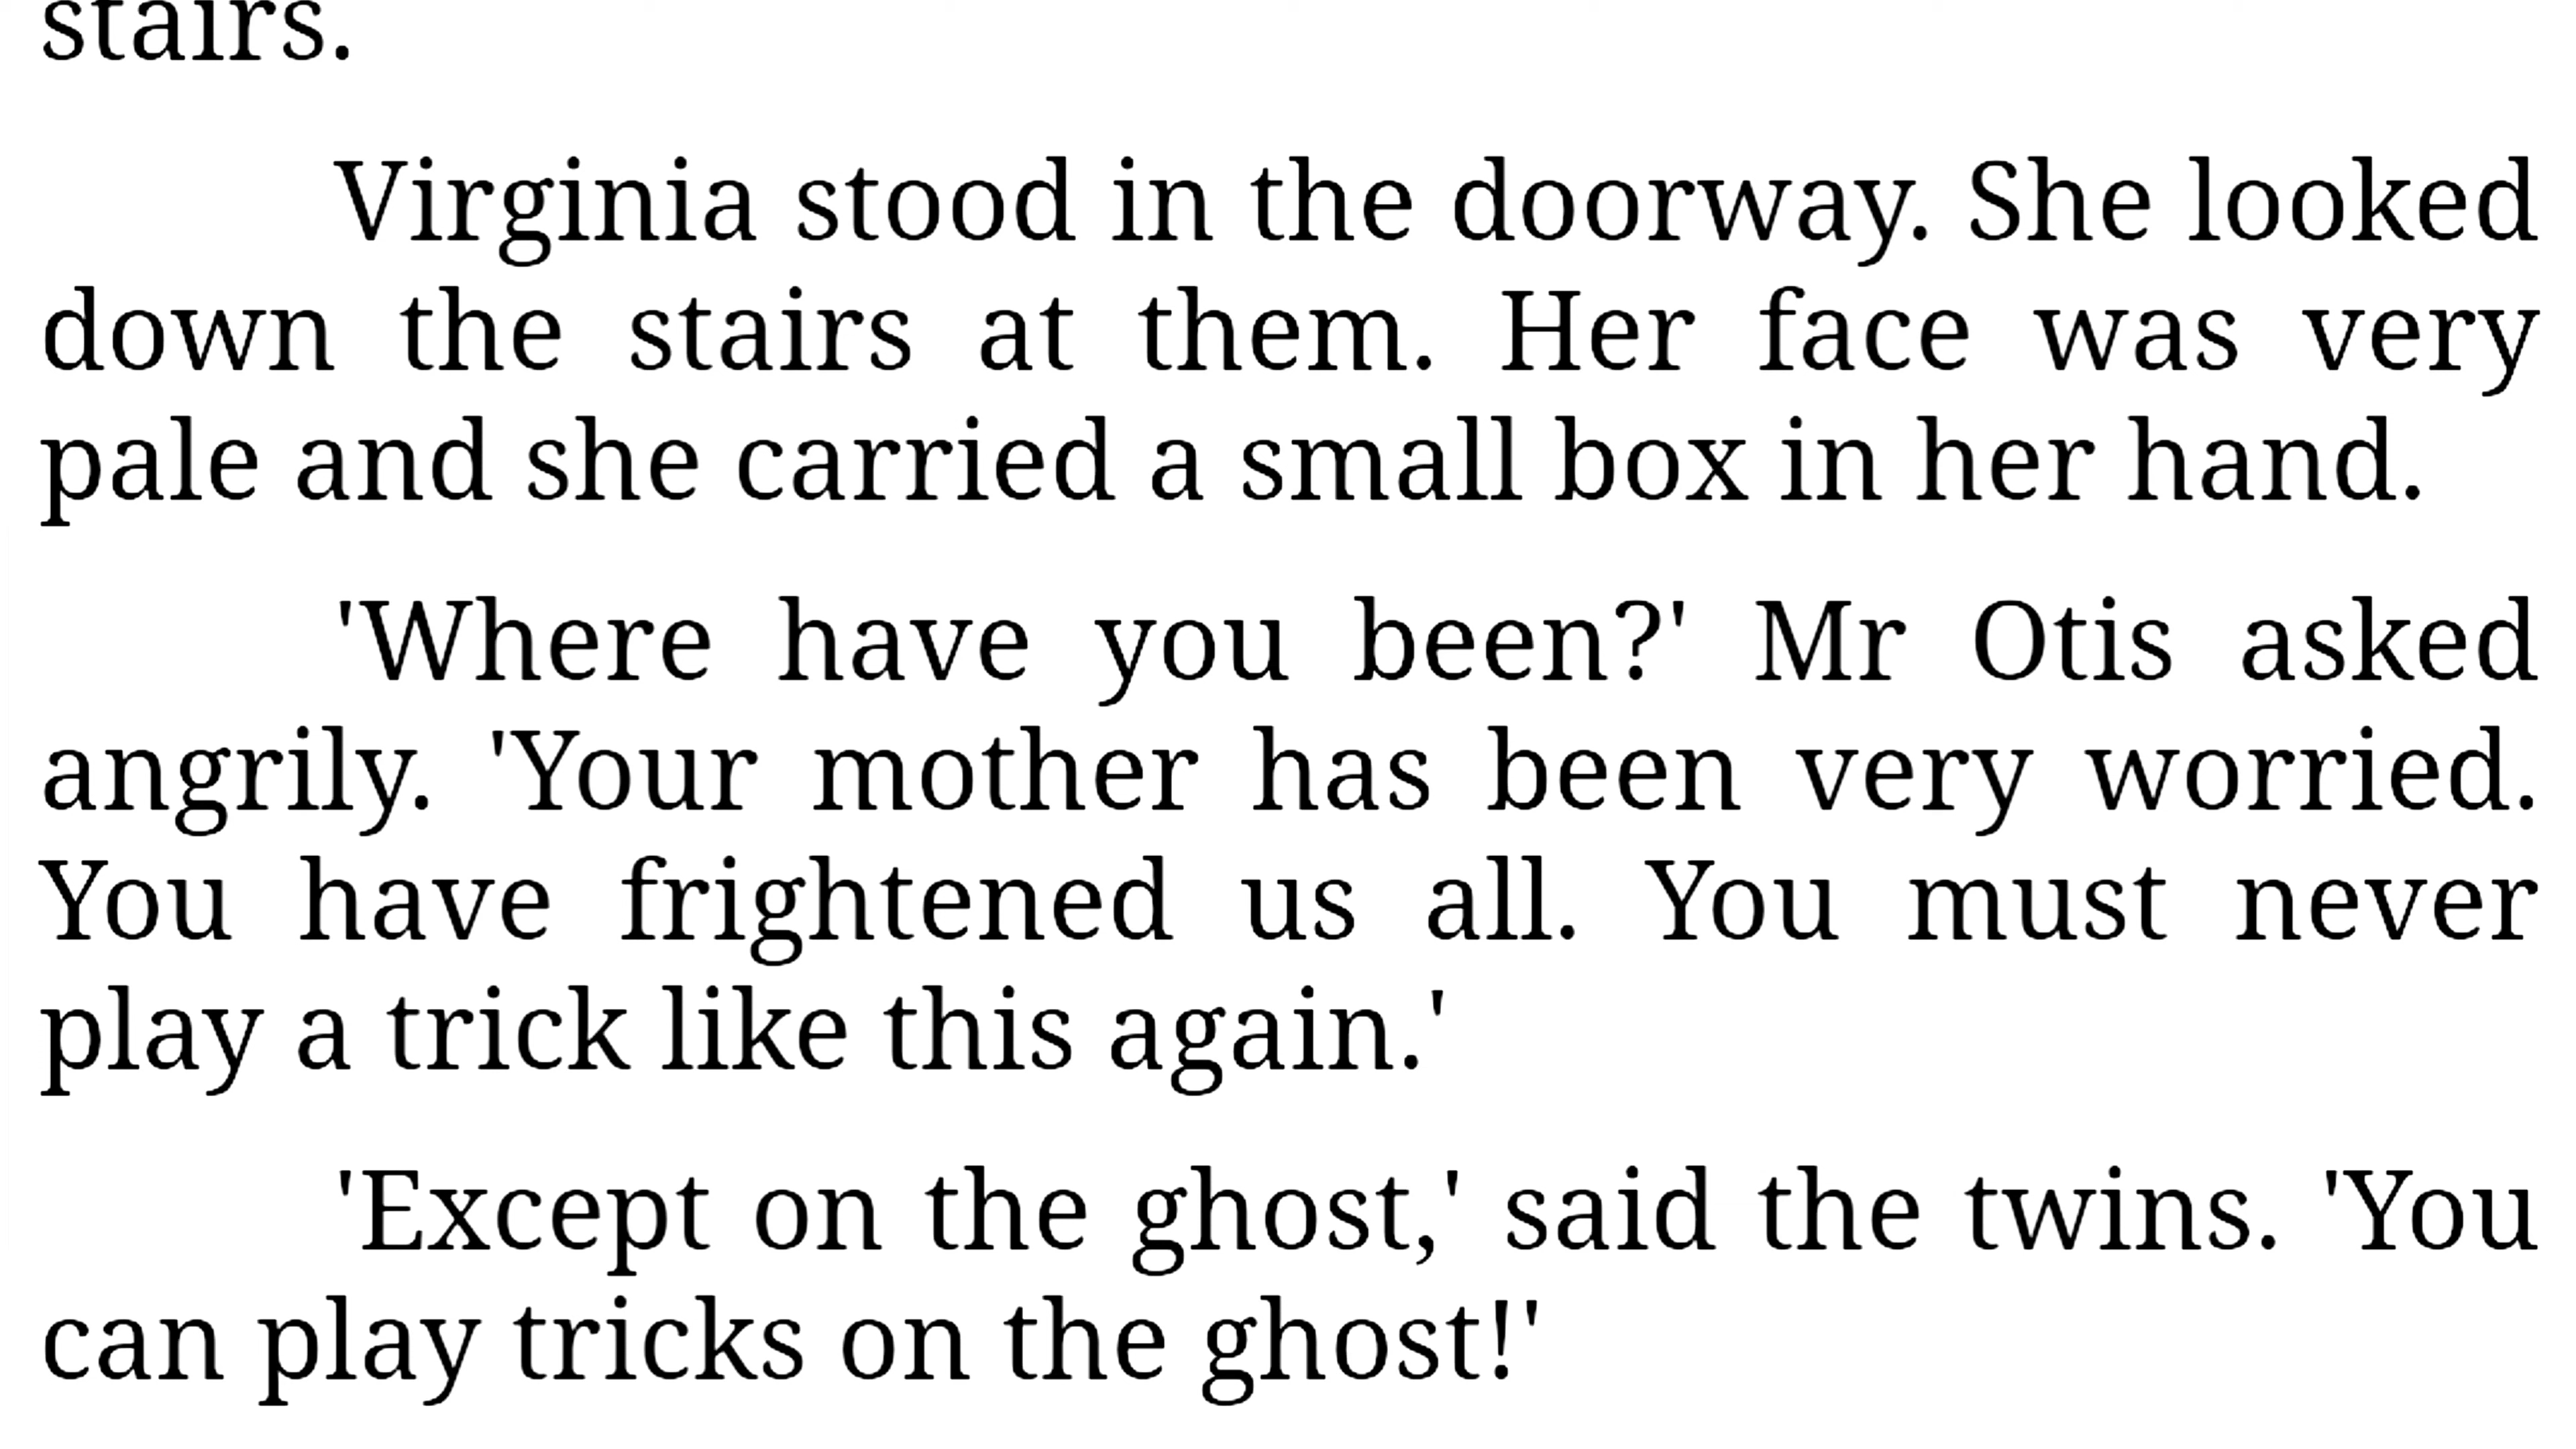 stairs.
Virginia stood in the doorway. She looked
down the stairs at them. Her face was very
pale and she carried a small box in her hand.
'Where have you been?' Mr Otis asked
angrily. 'Your mother has been very worried.
You have frightened us all. You must never
play a trick like this again.'
'Except on the ghost,' said the twins. 'You
can play tricks on the ghost!'